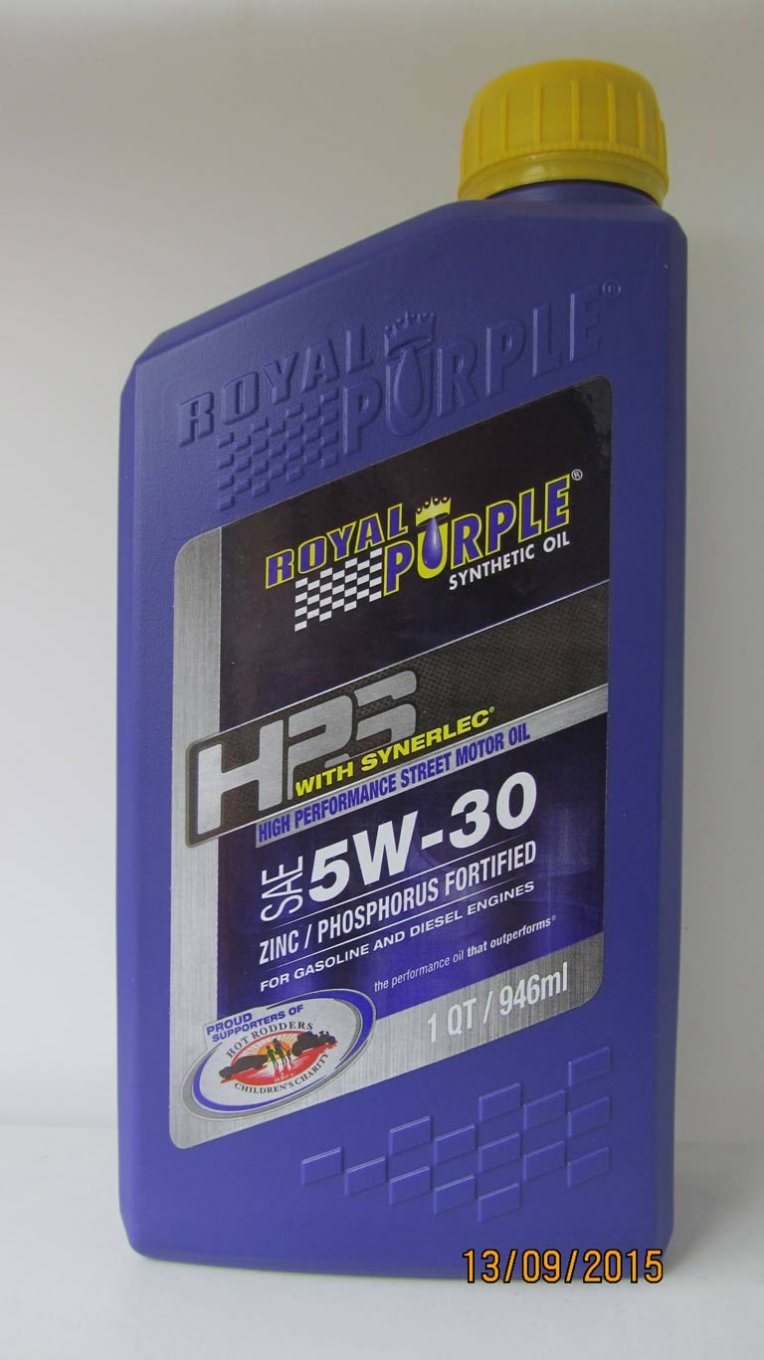 ROYAL PURPLE®
ROYAL PURPLE®
SYNTHETIC OIL
HPS
WITH SYNERLEC®
HIGH PERFORMANCE STREET MOTOR OIL
SAE 5W-30
ZINC / PHOSPHORUS FORTIFIED
FOR GASOLINE AND DIESEL ENGINES
the performance oil that outperforms®
1 QT / 946ml
PROUD
SUPPORTERS OF
HOT RODDERS
CHILDREN'S CHARITY
13/09/2015